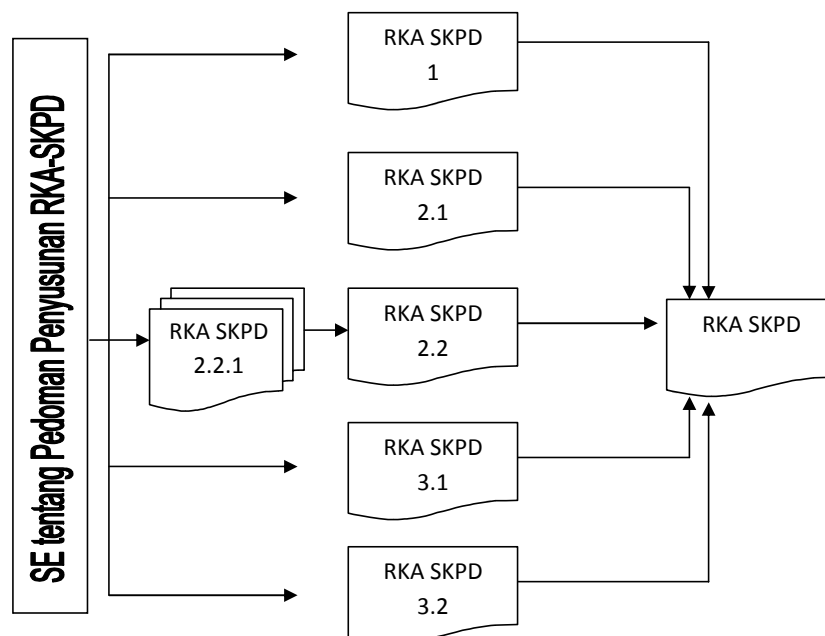 SE tentang Pedoman Penyusunan RKA-SKPD
RKA SKPD
1
RKA SKPD
2.1
RKA SKPD
2.2.1
RKA SKPD
2.2
RKA SKPD
RKA SKPD
3.1
RKA SKPD
3.2